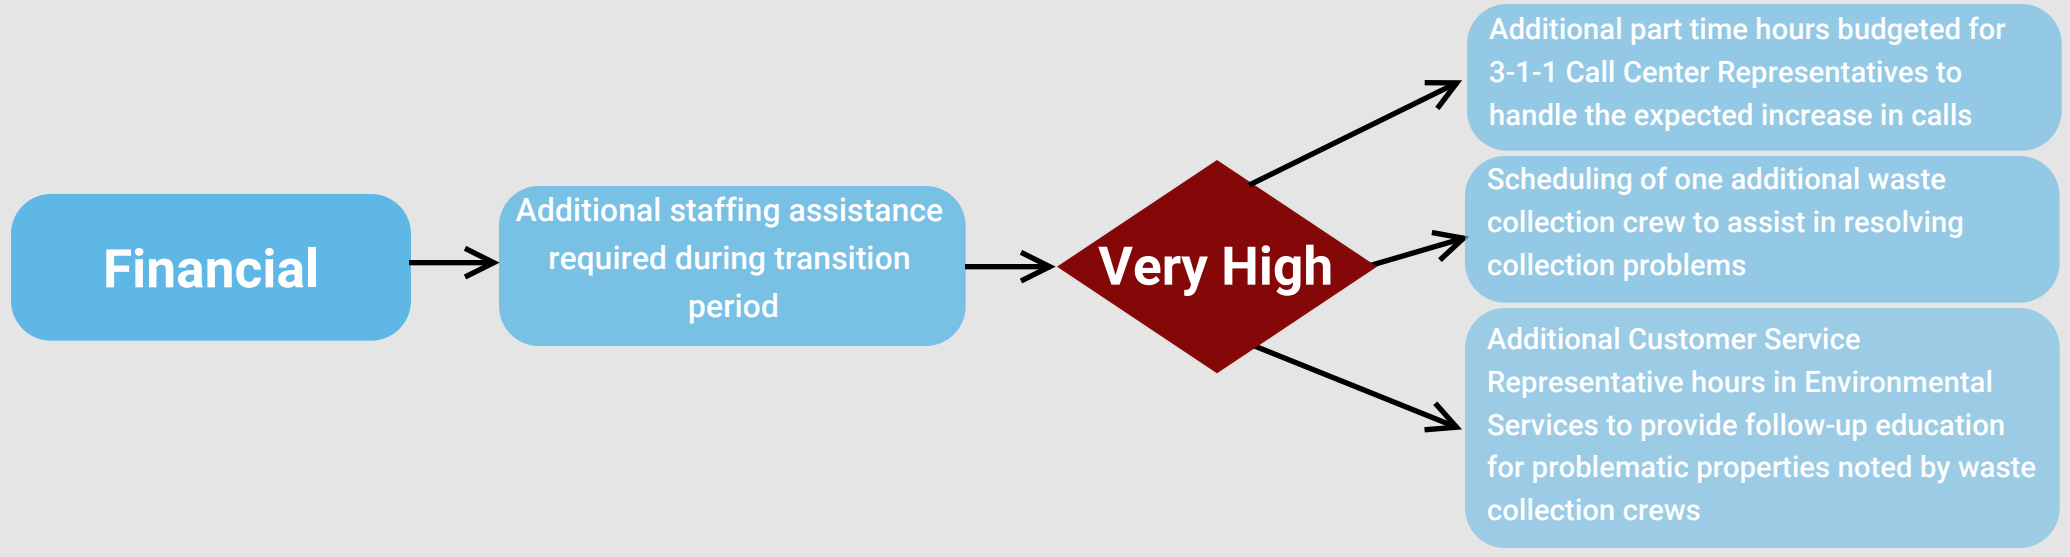 Financial
Additional staffing assistance
required during transition
period
Very High
Additional part time hours budgeted for
3-1-1 Call Center Representatives to
handle the expected increase in calls
Scheduling of one additional waste
collection crew to assist in resolving
collection problems
Additional Customer Service
Representative hours in Environmental
Services to provide follow-up education
for problematic properties noted by waste
collection crews